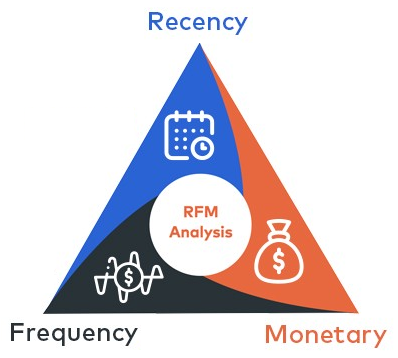 Recency
RFM
Analysis
$
$
Frequency
Monetary